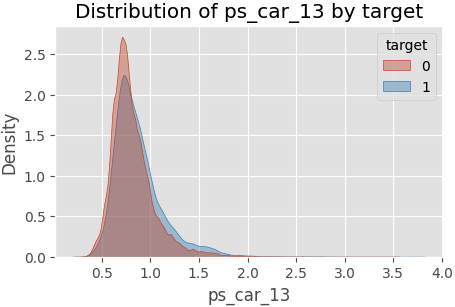 Distribution of ps_car_13 by target
target
0
1
Density
2.5
2.0
1.5
1.0
0.5
0.0
0.5 1.0 1.5 2.0 2.5 3.0 3.5 4.0
ps_car_13